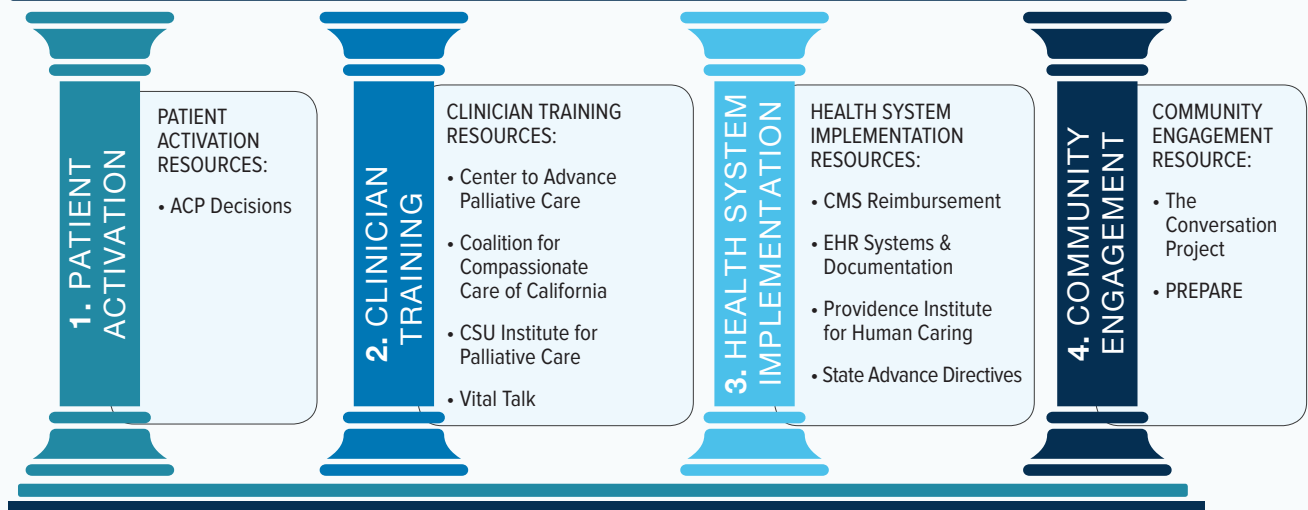 1. PATIENT
ACTIVATION
PATIENT
ACTIVATION
RESOURCES:
• ACP Decisions
2. CLINICIAN
TRAINING
CLINICIAN TRAINING
RESOURCES:
• Center to Advance
Palliative Care
• Coalition for
Compassionate
Care of California
• CSU Institute for
Palliative Care
• Vital Talk
3. HEALTH SYSTEM
IMPLEMENTATION
HEALTH SYSTEM
IMPLEMENTATION
RESOURCES:
• CMS Reimbursement
• EHR Systems &
Documentation
• Providence Institute
for Human Caring
• State Advance Directives
4. COMMUNITY
ENGAGEMENT
COMMUNITY
ENGAGEMENT
RESOURCE:
• The
Conversation
Project
• PREPARE